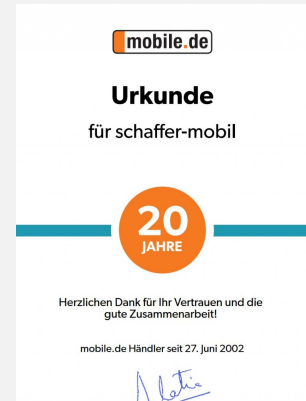 mobile.de
Urkunde
für schaffer-mobil
20
JAHRE
Herzlichen Dank für Ihr Vertrauen und die
gute Zusammenarbeit!
mobile.de Händler seit 27. Juni 2002